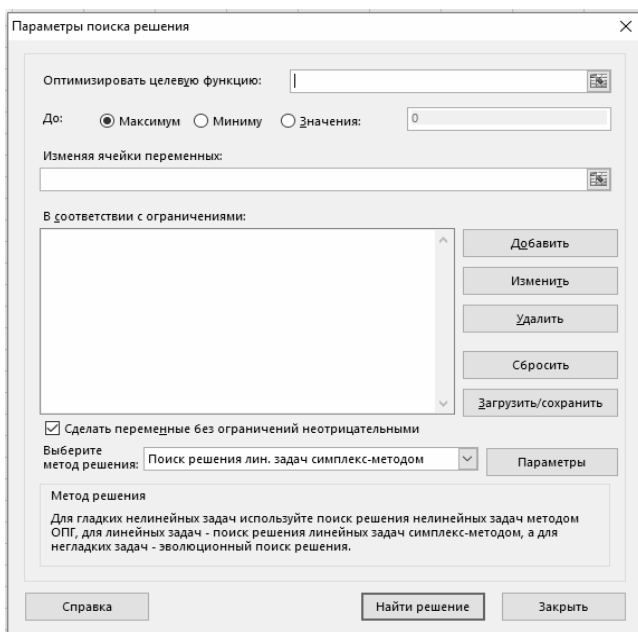 Параметры поиска решения
Оптимизировать целевую функцию:
До: Максимум Миниму Значения: 0
Изменяя ячейки переменных:
В соответствии с ограничениями:
Добавить
Изменить
Удалить
Сбросить
Загрузить/сохранить
Сделать переменные без ограничений неотрицательными
Выберите
метод решения: Поиск решения лин. задач симплекс-методом Параметры
Метод решения
Для гладких нелинейных задач используйте поиск решения нелинейных задач методом
ОПГ, для линейных задач - поиск решения линейных задач симплекс-методом, а для
негладких задач - эволюционный поиск решения.
Справка Найти решение Закрыть